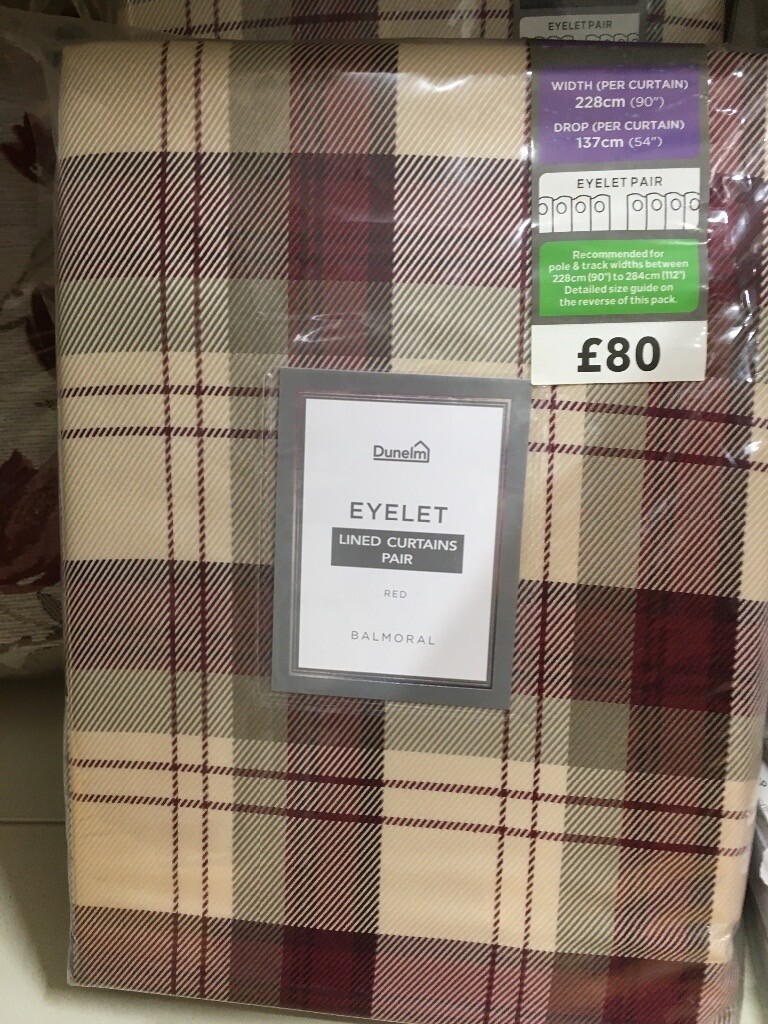 EYELET PAIR
WIDTH (PER CURTAIN)
228cm (90")
DROP (PER CURTAIN)
137cm (54")
EYELET PAIR
Recommended for
pole & track widths between
228cm (90") to 284cm (112")
Detailed size guide on
the reverse of this pack.
£80
Dunelm
EYELET
LINED CURTAINS
PAIR
RED
BALMORAL